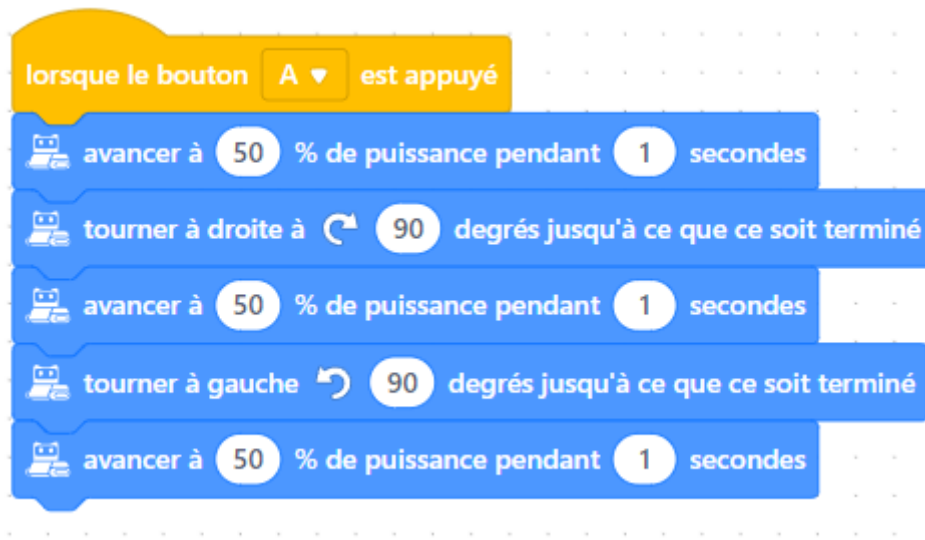 lorsque le bouton A est appuyé
avancer à 50 % de puissance pendant 1 secondes
tourner à droite à 90 degrés jusqu'à ce que ce soit terminé
avancer à 50 % de puissance pendant 1 secondes
tourner à gauche 90 degrés jusqu'à ce que ce soit terminé
avancer à 50 % de puissance pendant 1 secondes